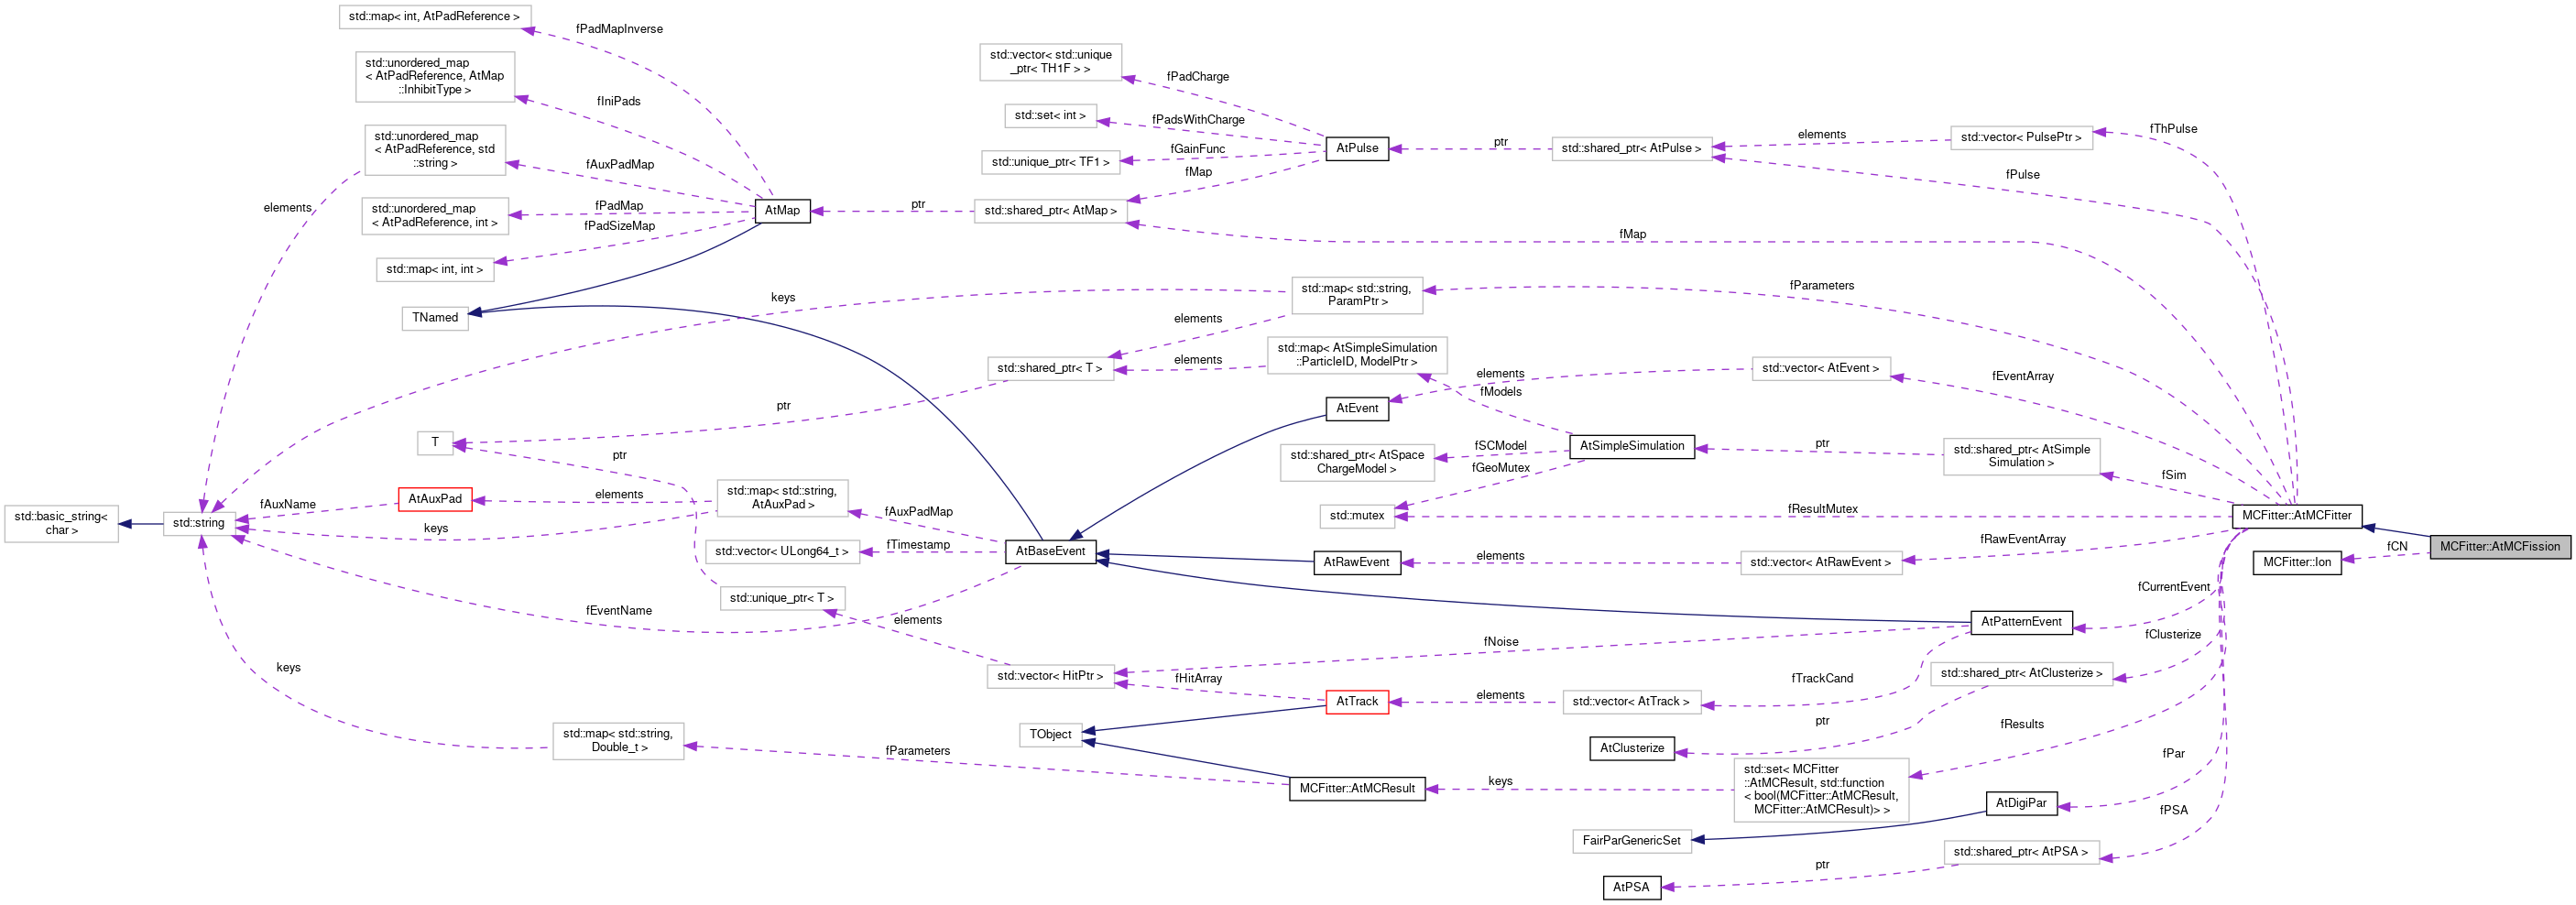 std::map< int, AtPadReference >
fPadMapInverse
std::unordered_map
< AtPadReference, AtMap
::InhibitType >
fIniPads
std::unordered_map
< AtPadReference, std
::string >
fAuxPadMap
std::unordered_map
< AtPadReference, int >
fPadMap
fPadSizeMap
std::map< int, int >
AtMap
elements
TNamed
ptr
std::shared_ptr< AtMap >
std::vector< std::unique
_ptr< TH1F > >
fPadCharge
std::set< int >
fPadsWithCharge
std::unique_ptr< TF1 >
fGainFunc
fMap
AtPulse
ptr
std::shared_ptr< AtPulse >
elements
std::vector< PulsePtr >
fThPulse
fPulse
fMap
keys
std::map< std::string,
ParamPtr >
fParameters
elements
std::shared_ptr< T >
elements
std::map< AtSimpleSimulation
::ParticleID, ModelPtr >
elements
fModels
std::vector< AtEvent >
fEventArray
ptr
AtEvent
T
ptr
std::shared_ptr< AtSpace
ChargeModel >
fSCModel
fGeoMutex
AtSimpleSimulation
ptr
std::shared_ptr< AtSimple
Simulation >
fSim
std::basic_string<
char >
std::string
fAuxName
AtAuxPad
elements
keys
std::map< std::string,
AtAuxPad >
fAuxPadMap
std::mutex
fResultMutex
MCFitter::AtMCFitter
std::vector< ULong64_t >
fTimestamp
AtBaseEvent
AtRawEvent
elements
std::vector< AtRawEvent >
fRawEventArray
MCFitter::Ion
fCN
MCFitter::AtMCFission
std::unique_ptr< T >
fEventName
elements
fCurrentEvent
AtPatternEvent
fNoise
fClusterize
keys
std::vector< HitPtr >
fHitArray
AtTrack
elements
std::vector< AtTrack >
fTrackCand
std::shared_ptr< AtClusterize >
ptr
fResults
TObject
std::map< std::string,
Double_t >
fParameters
AtClusterize
fPar
MCFitter::AtMCResult
keys
std::set< MCFitter
::AtMCResult, std::function
< bool(MCFitter::AtMCResult,
MCFitter::AtMCResult)> >
AtDigiPar
fPSA
FairParGenericSet
std::shared_ptr< AtPSA >
ptr
AtPSA